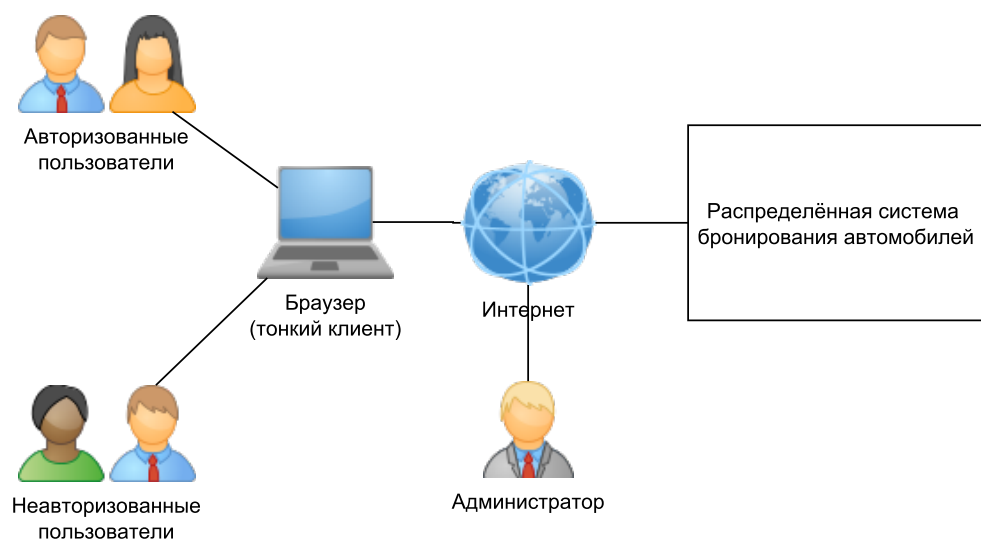 Авторизованные
пользователи
Браузер
(тонкий клиент)
Интернет
Распределённая система
бронирования автомобилей
Неавторизованные
пользователи
Администратор